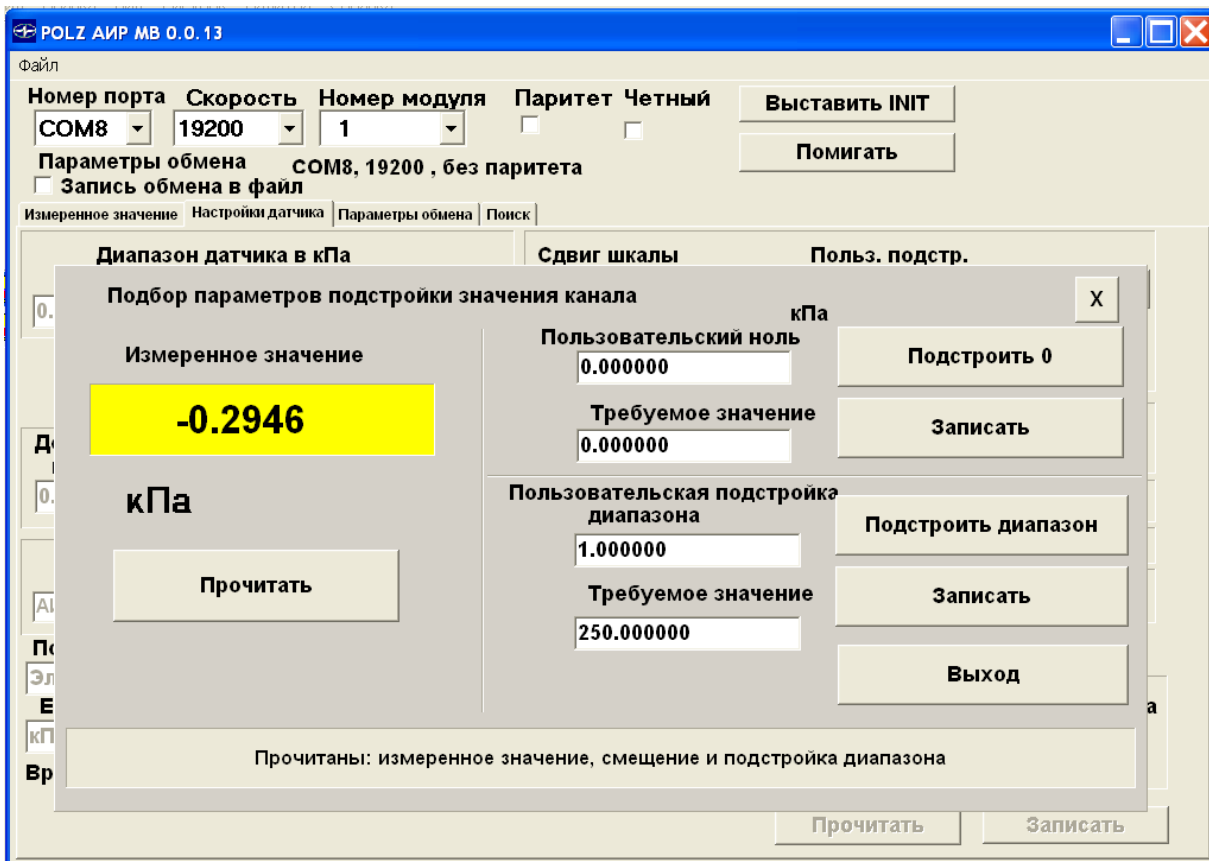 POLZ АИР МВ 0.0.13
Файл
Номер порта Скорость Номер модуля Паритет Четный Выставить INIT
COM8 19200 1
Помигать
Параметры обмена COM8, 19200 , без паритета
Запись обмена в файл
Измеренное значение Настройки датчика Параметры обмена Поиск
Диапазон датчика в кПа Сдвиг шкалы Польз. подстр.
Подбор параметров подстройки значения канала кПа X
0.
Измеренное значение Пользовательский ноль Подстроить 0
0.000000
-0.2946 Требуемое значение Записать
0.000000
кПа Пользовательская подстройка
диапазона Подстроить диапазон
1.000000
Прочитать Требуемое значение Записать
250.000000
Выход
кП
Прочитаны: измеренное значение, смещение и подстройка диапазона
Вр
Прочитать Записать